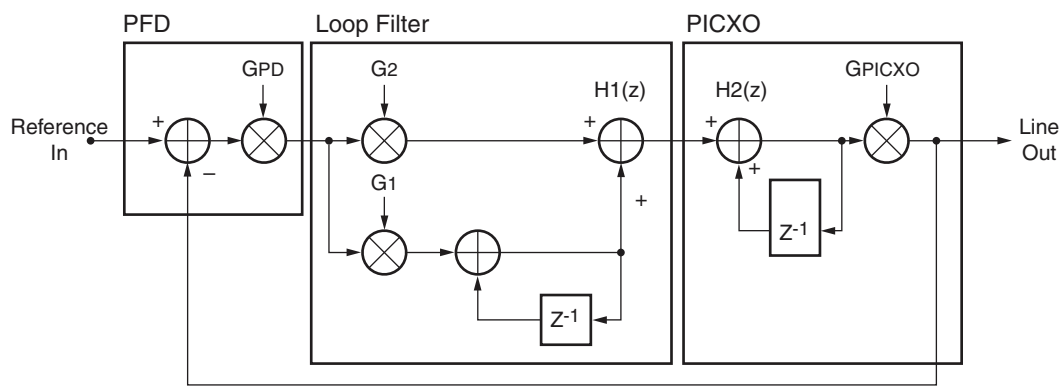 PFD
Loop Filter
PICXO
GPD
G2
H1(z)
H2(z)
GPICXO
+
+
+
Reference
In
Line
Out
–
G1
+
+
Z-1
Z-1